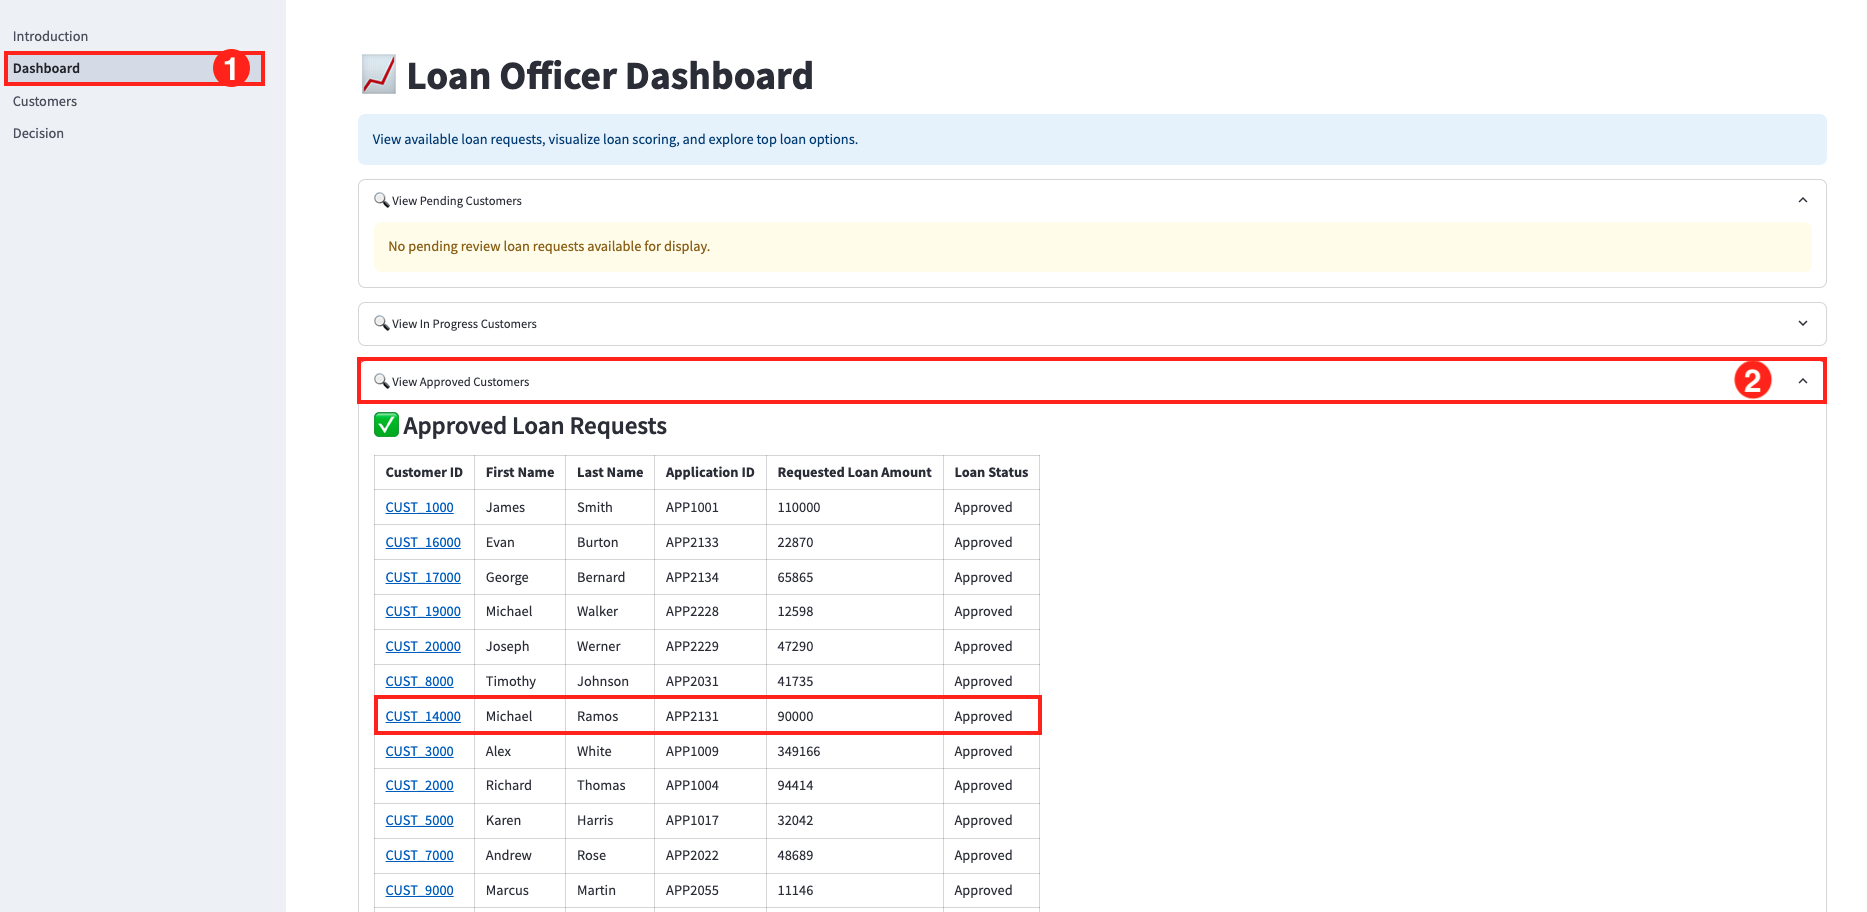 Introduction
Dashboard 1
Customers
Decision
Loan Officer Dashboard
View available loan requests, visualize loan scoring, and explore top loan options.
View Pending Customers
No pending review loan requests available for display.
View In Progress Customers
View Approved Customers 2
Approved Loan Requests
Customer ID First Name Last Name Application ID Requested Loan Amount Loan Status
CUST_1000 James Smith APP1001 110000 Approved
CUST_16000 Evan Burton APP2133 22870 Approved
CUST_17000 George Bernard APP2134 65865 Approved
CUST_19000 Michael Walker APP2228 12598 Approved
CUST_20000 Joseph Werner APP2229 47290 Approved
CUST_8000 Timothy Johnson APP2031 41735 Approved
CUST_14000 Michael Ramos APP2131 90000 Approved
CUST_3000 Alex White APP1009 349166 Approved
CUST_2000 Richard Thomas APP1004 94414 Approved
CUST_5000 Karen Harris APP1017 32042 Approved
CUST_7000 Andrew Rose APP2022 48689 Approved
CUST_9000 Marcus Martin APP2055 11146 Approved